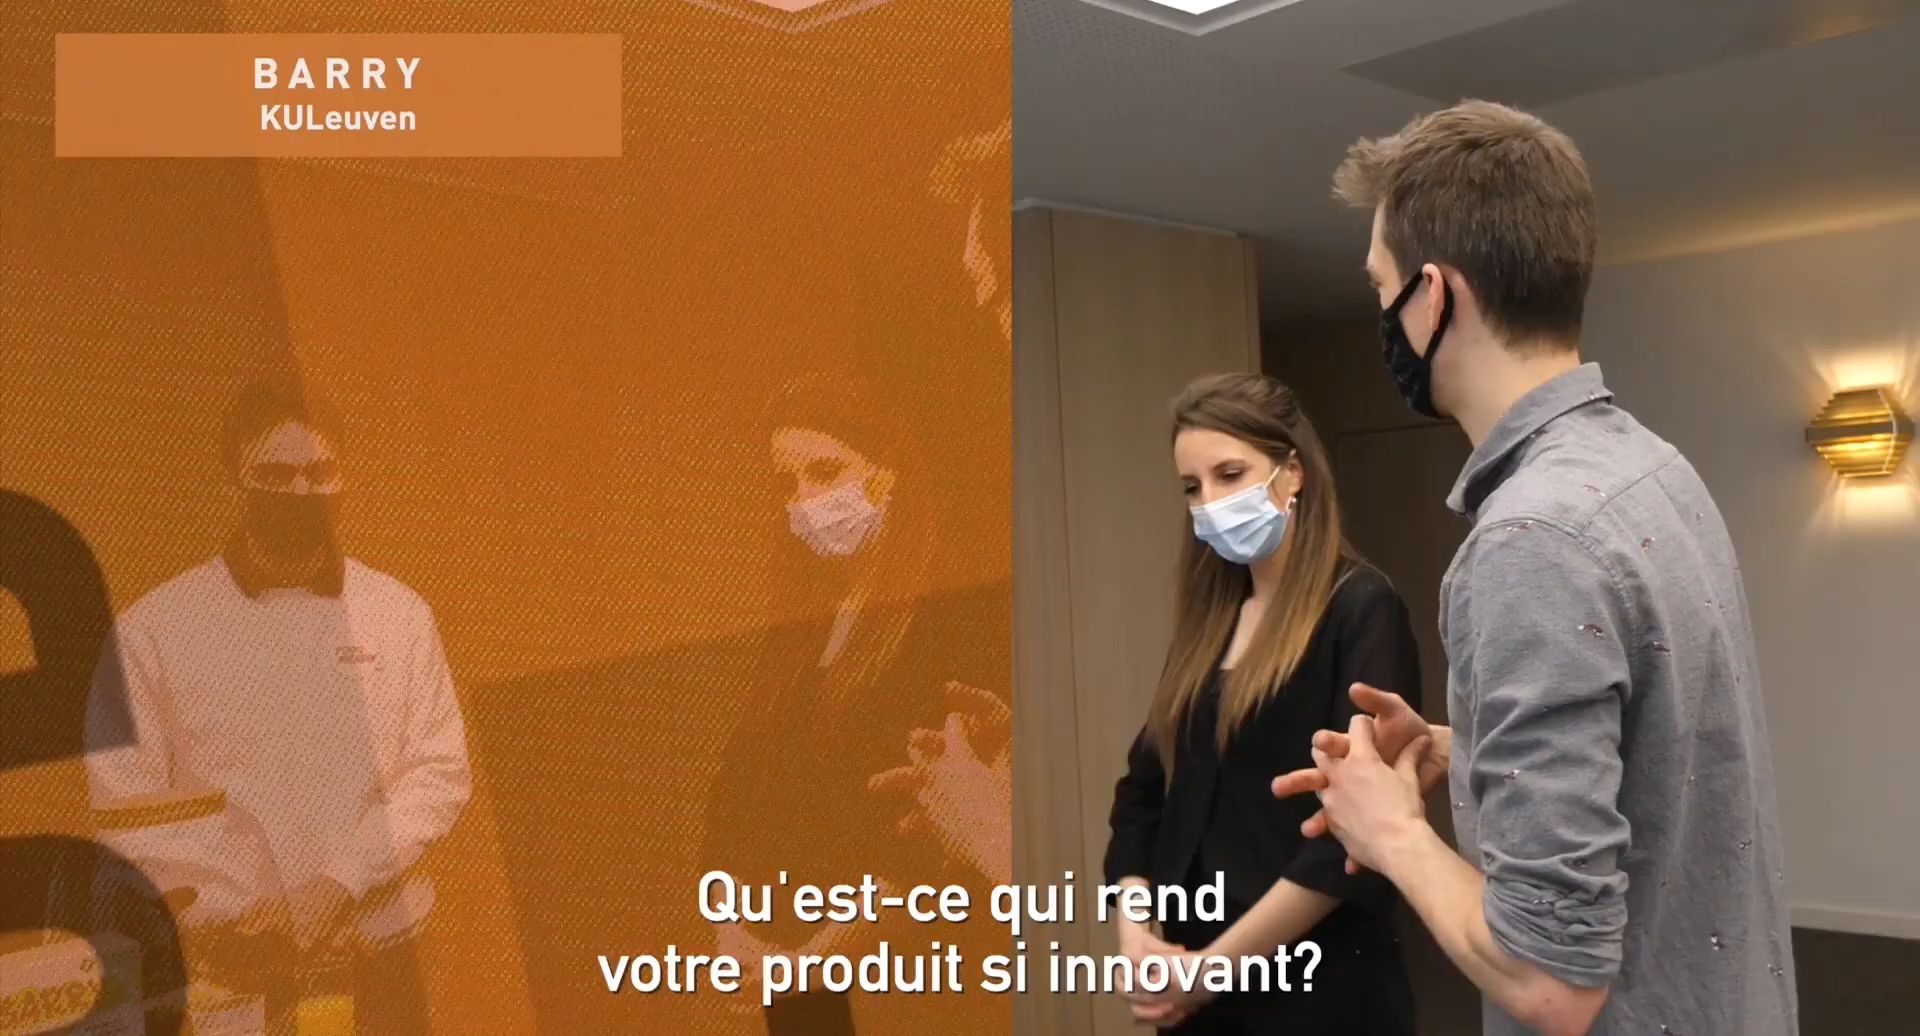 BARRY
KULeuven
Qu'est-ce qui rend
votre produit si innovant?